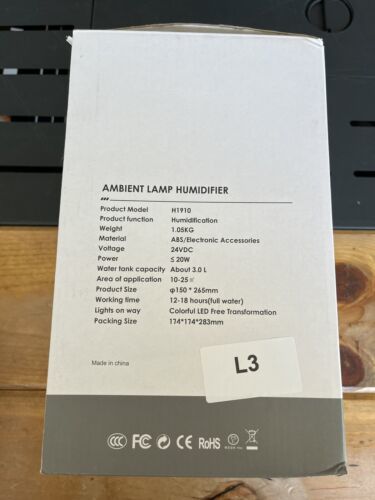 AMBIENT LAMP HUMIDIFIER
Product Model H1910
Product function Humidification
Weight 1.05KG
Material ABS/Electronic Accessories
Voltage 24VDC
Power ≤ 20W
Water tank capacity About 3.0 L
Area of application 10-25㎡
Product Size φ150 * 265mm
Working time 12-18 hours(full water)
Lights on way Colorful LED Free Transformation
Packing Size 174*174*283mm
L3
Made in china
CCC FC CE RoHS